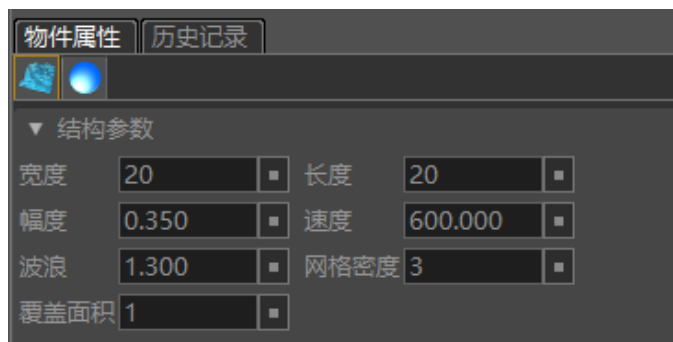 物件属性 历史记录
结构参数
宽度 20 长度 20
幅度 0.350 速度 600.000
波浪 1.300 网格密度 3
覆盖面积 1